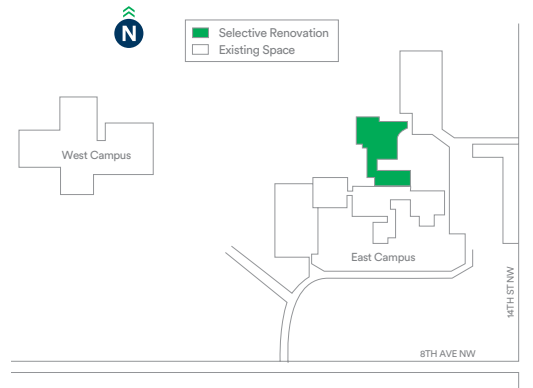 N
Selective Renovation
Existing Space
West Campus
East Campus
14TH ST NW
8TH AVE NW